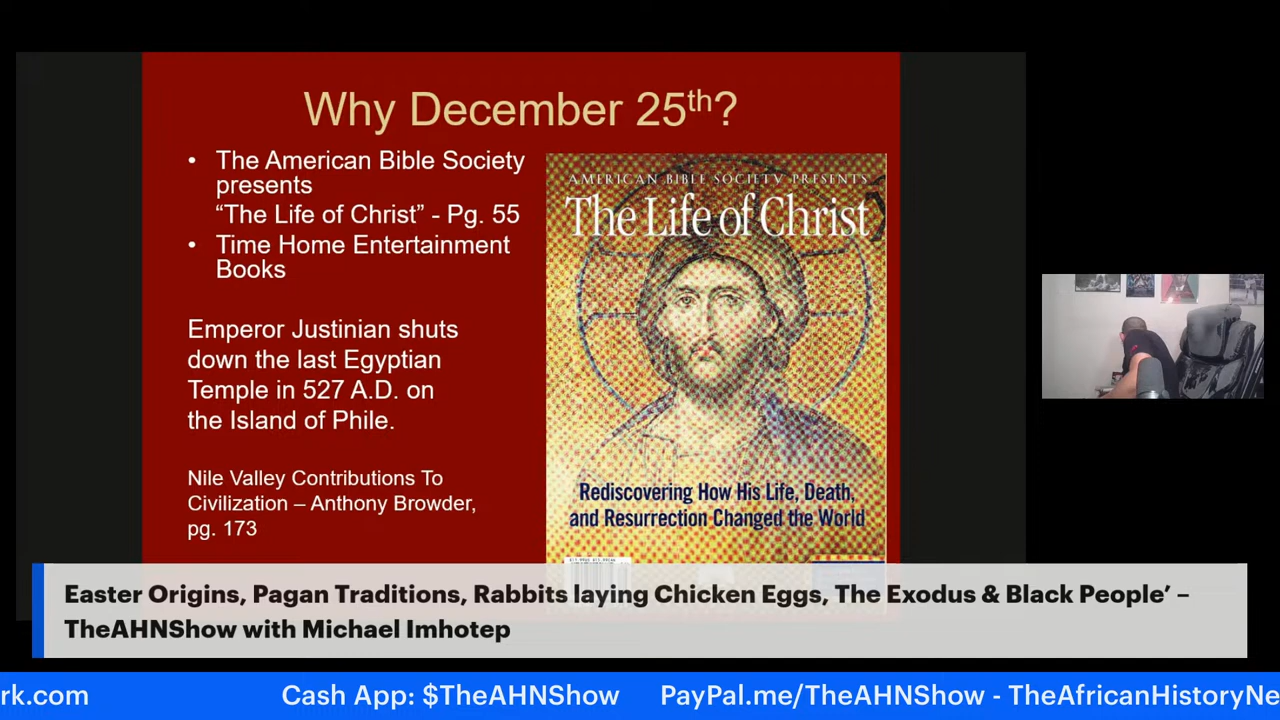 Why December 25th?
• The American Bible Society
presents
“The Life of Christ” - Pg. 55
• Time Home Entertainment
Books
Emperor Justinian shuts
down the last Egyptian
Temple in 527 A.D. on
the Island of Phile.
Nile Valley Contributions To
Civilization – Anthony Browder,
pg. 173
AMERICAN BIBLE SOCIETY PRESENTS
The Life of Christ
Rediscovering How His Life, Death,
and Resurrection Changed the World
Easter Origins, Pagan Traditions, Rabbits laying Chicken Eggs, The Exodus & Black People’ –
TheAHNShow with Michael Imhotep
rk.com Cash App: $TheAHNShow PayPal.me/TheAHNShow - TheAfricanHistoryNe